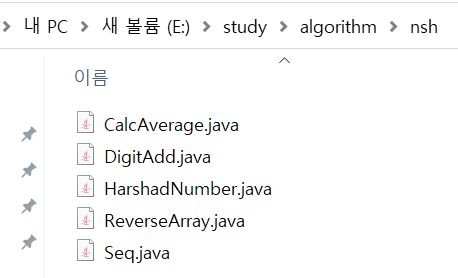 내 PC > 새 볼륨 (E:) > study > algorithm > nsh
이름
CalcAverage.java
DigitAdd.java
HarshadNumber.java
ReverseArray.java
Seq.java